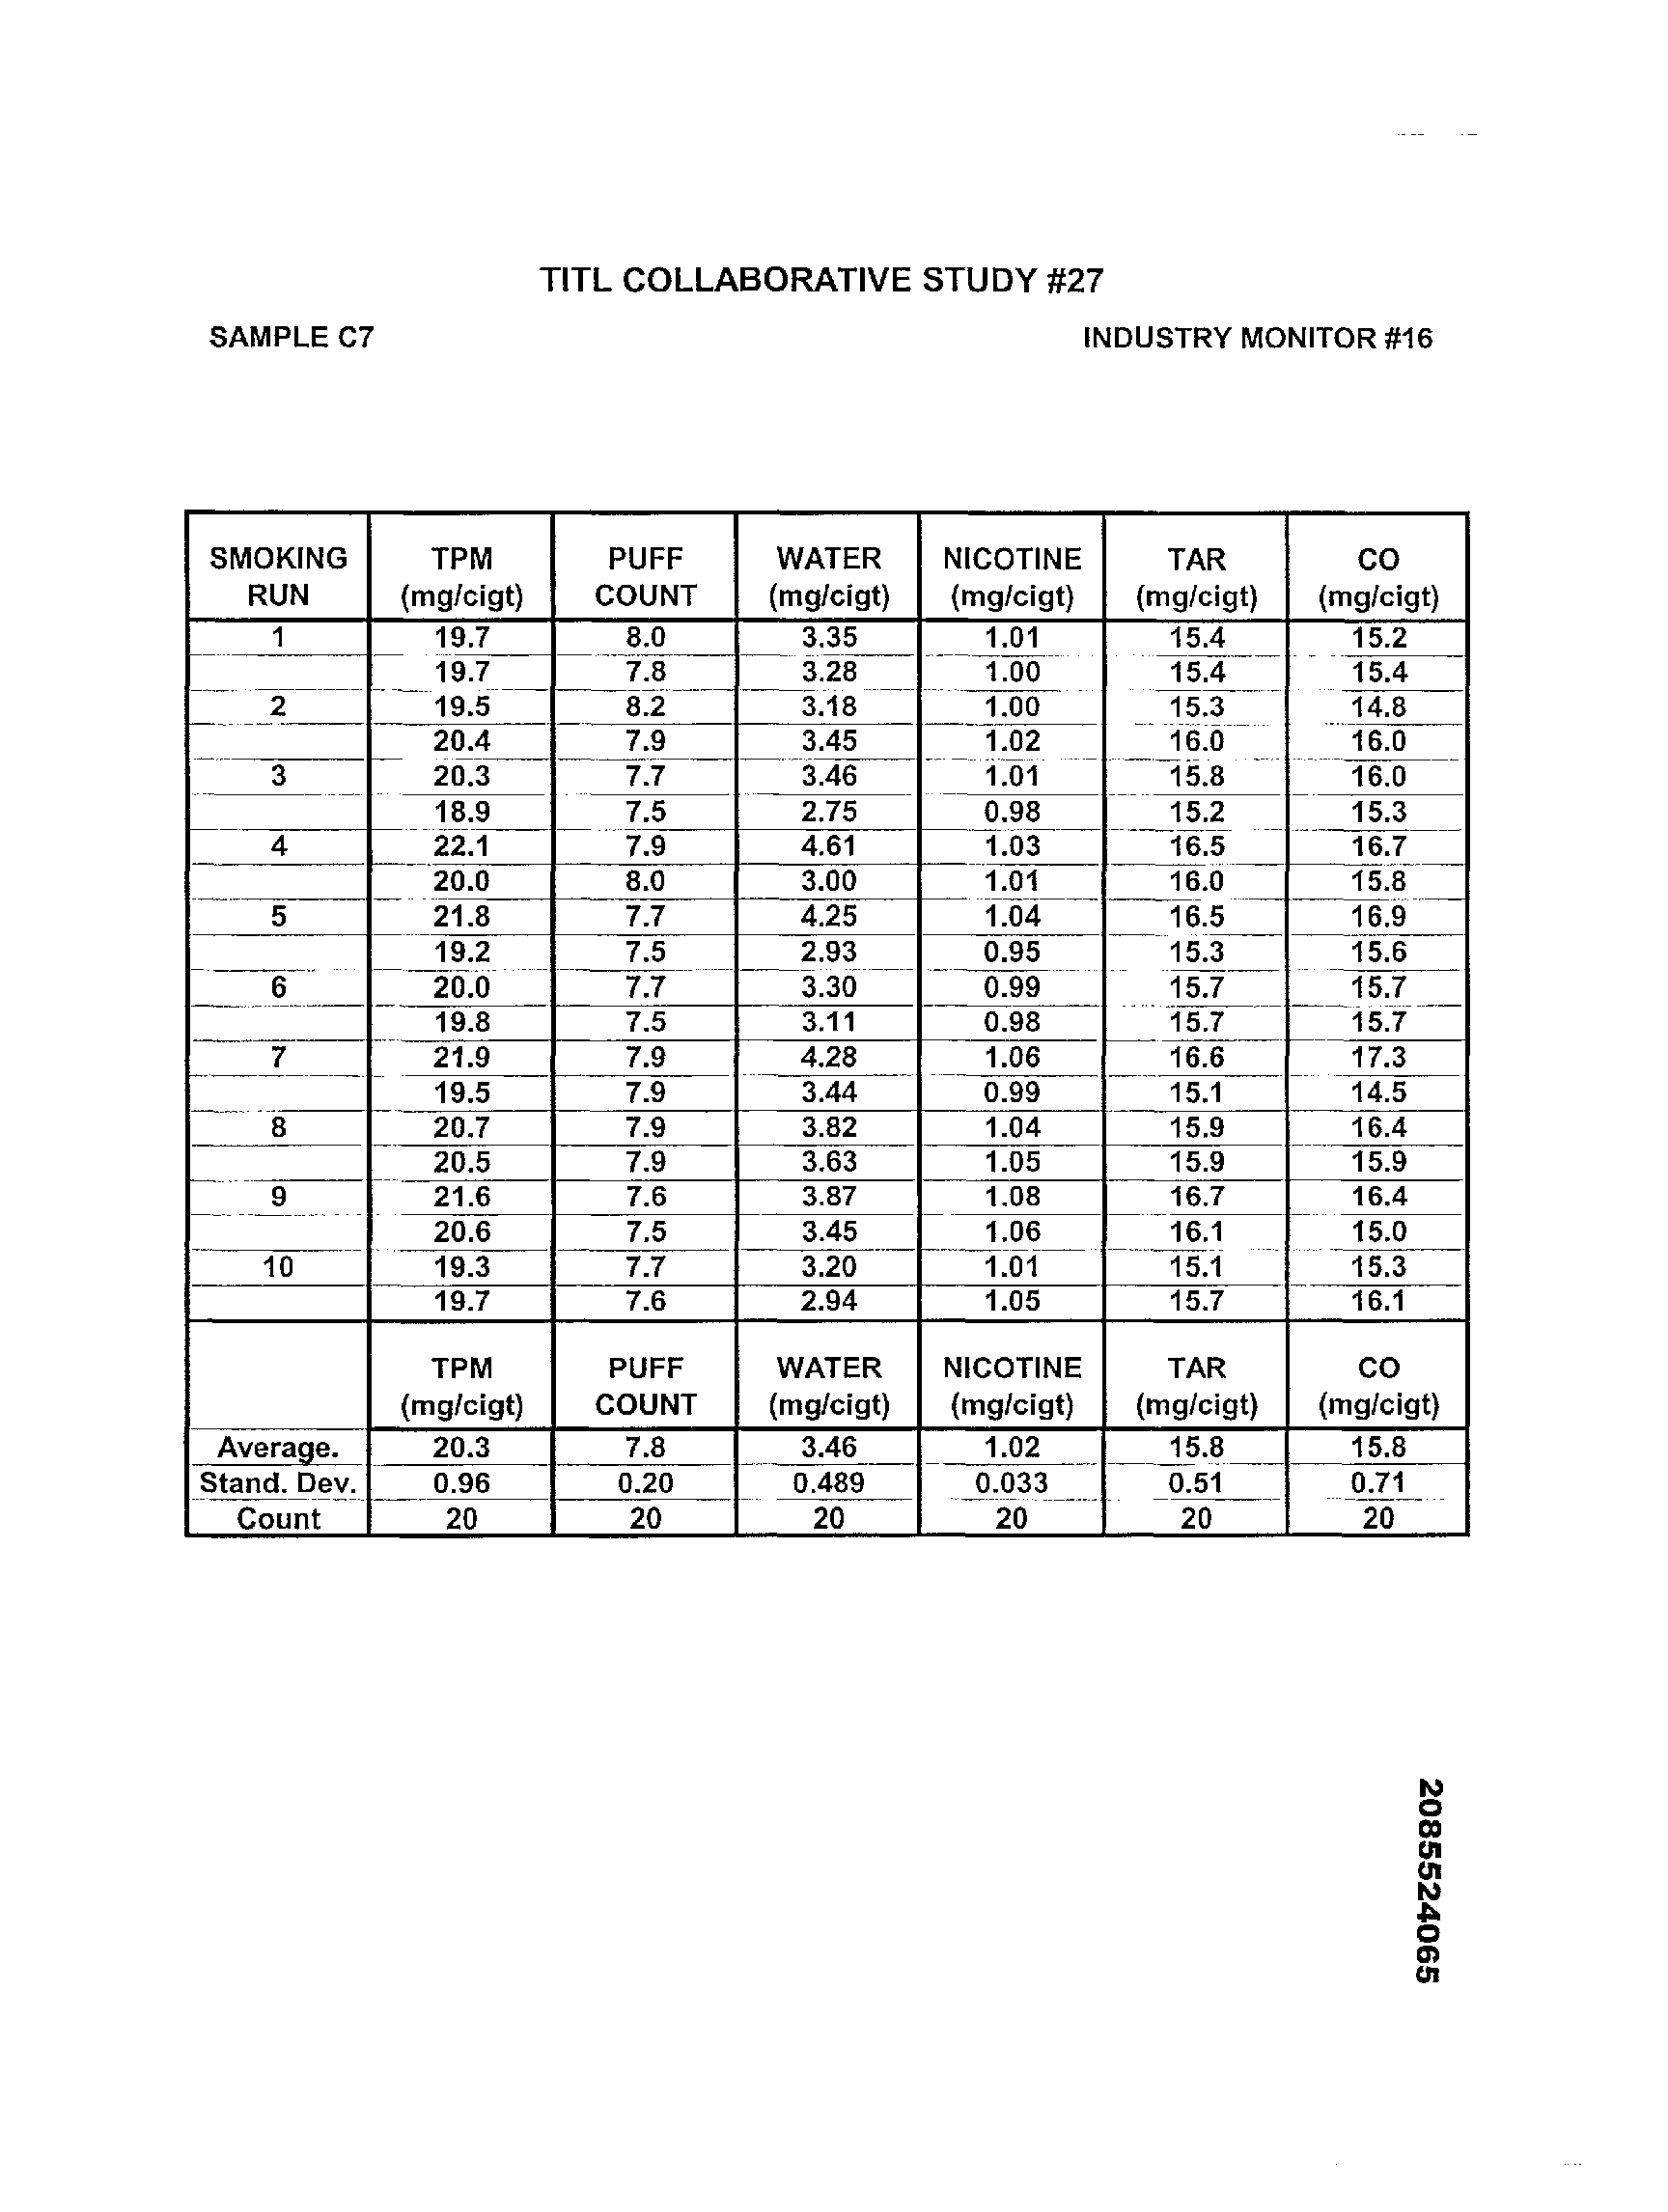 TITL COLLABORATIVE STUDY #27
SAMPLE C7 INDUSTRY MONITOR #16
SMOKING TPM PUFF WATER NICOTINE TAR CO
RUN (mg/cigt) COUNT (mg/cigt) (mg/cigt) (mg/cigt) (mg/cigt)
1 19.7 8.0 3.35 1.01 15.4 15.2
19.7 7.8 3.28 1.00 15.4 15.4
2 19.5 8.2 3.18 1.00 15.3 14.8
20.4 7.9 3.45 1.02 16.0 16.0
3 20.3 7.7 3.46 1.01 15.8 16.0
18.9 7.5 2.75 0.98 15.2 15.3
4 22.1 7.9 4.61 1.03 16.5 16.7
20.0 8.0 3.00 1.01 16.0 15.8
5 21.8 7.7 4.25 1.04 16.5 16.9
19.2 7.5 2.93 0.95 15.3 15.6
6 20.0 7.7 3.30 0.99 15.7 15.7
19.8 7.5 3.11 0.98 15.7 15.7
7 21.9 7.9 4.28 1.06 16.6 17.3
19.5 7.9 3.44 0.99 15.1 14.5
8 20.7 7.9 3.82 1.04 15.9 16.4
20.5 7.9 3.63 1.05 15.9 15.9
9 21.6 7.6 3.87 1.08 16.7 16.4
20.6 7.5 3.45 1.06 16.1 15.0
10 19.3 7.7 3.20 1.01 15.1 15.3
19.7 7.6 2.94 1.05 15.7 16.1
TPM PUFF WATER NICOTINE TAR CO
(mg/cigt) COUNT (mg/cigt) (mg/cigt) (mg/cigt) (mg/cigt)
Average. 20.3 7.8 3.46 1.02 15.8 15.8
Stand. Dev. 0.96 0.20 0.489 0.033 0.51 0.71
Count 20 20 20 20 20 20
2085524065